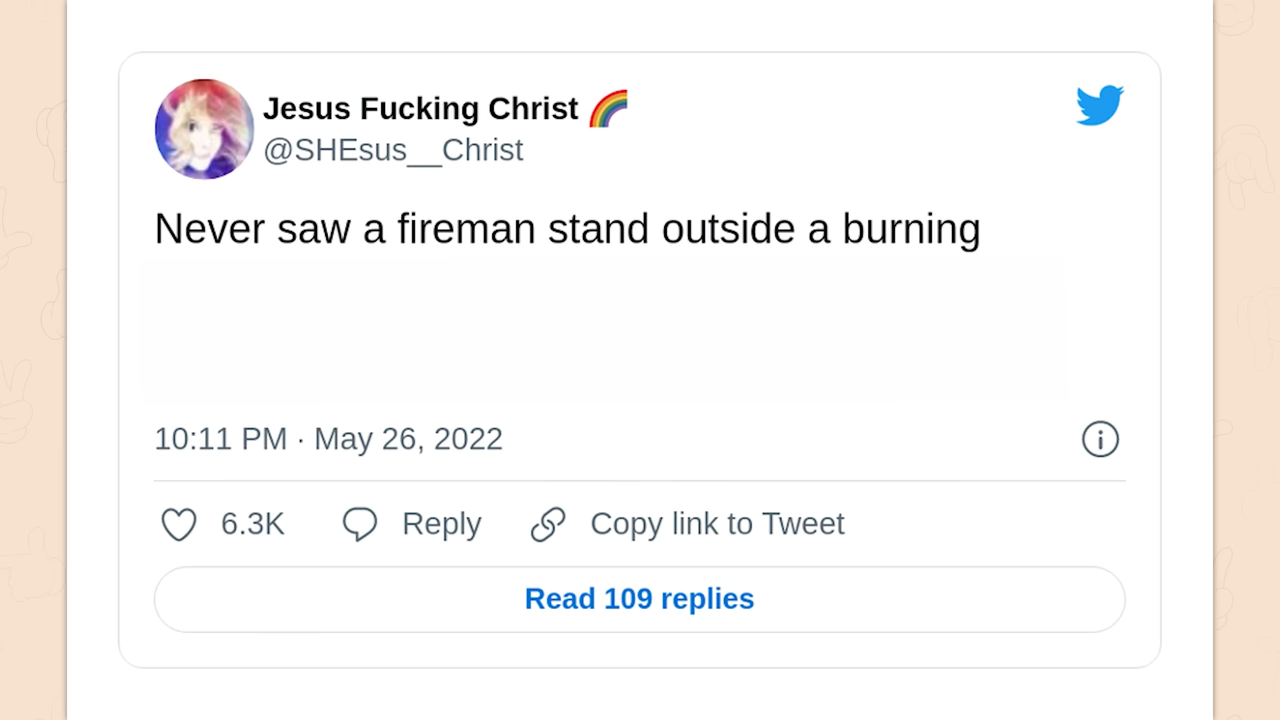 Jesus Fucking Christ 🌈
@SHEsus__Christ
Never saw a fireman stand outside a burning
10:11 PM · May 26, 2022
6.3K Reply Copy link to Tweet
Read 109 replies